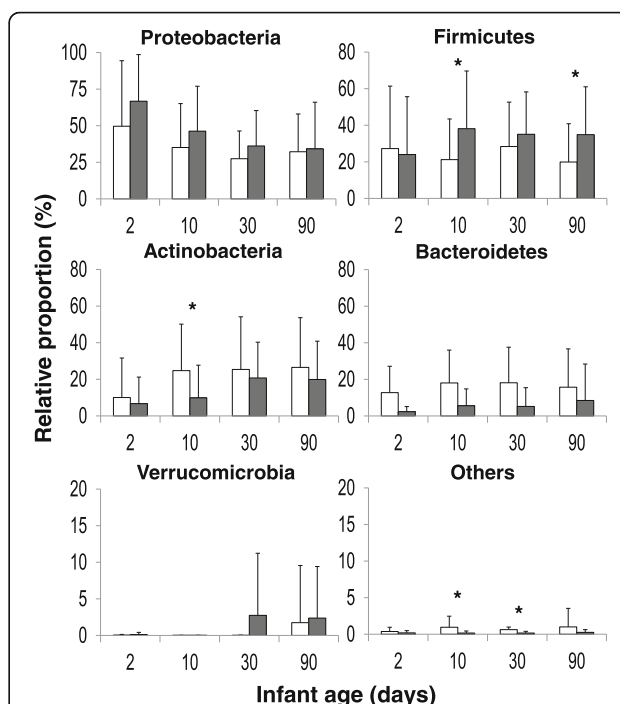 Proteobacteria
Firmicutes
100
75
50
25
0
2 10 30 90
80
60
40
20
0
*
*
2 10 30 90
Actinobacteria
Bacteroidetes
80
60
40
20
0
*
2 10 30 90
80
60
40
20
0
2 10 30 90
Verrucomicrobia
Others
20
15
10
5
0
2 10 30 90
20
15
10
5
0
*
*
2 10 30 90
Relative proportion (%)
Infant age (days)